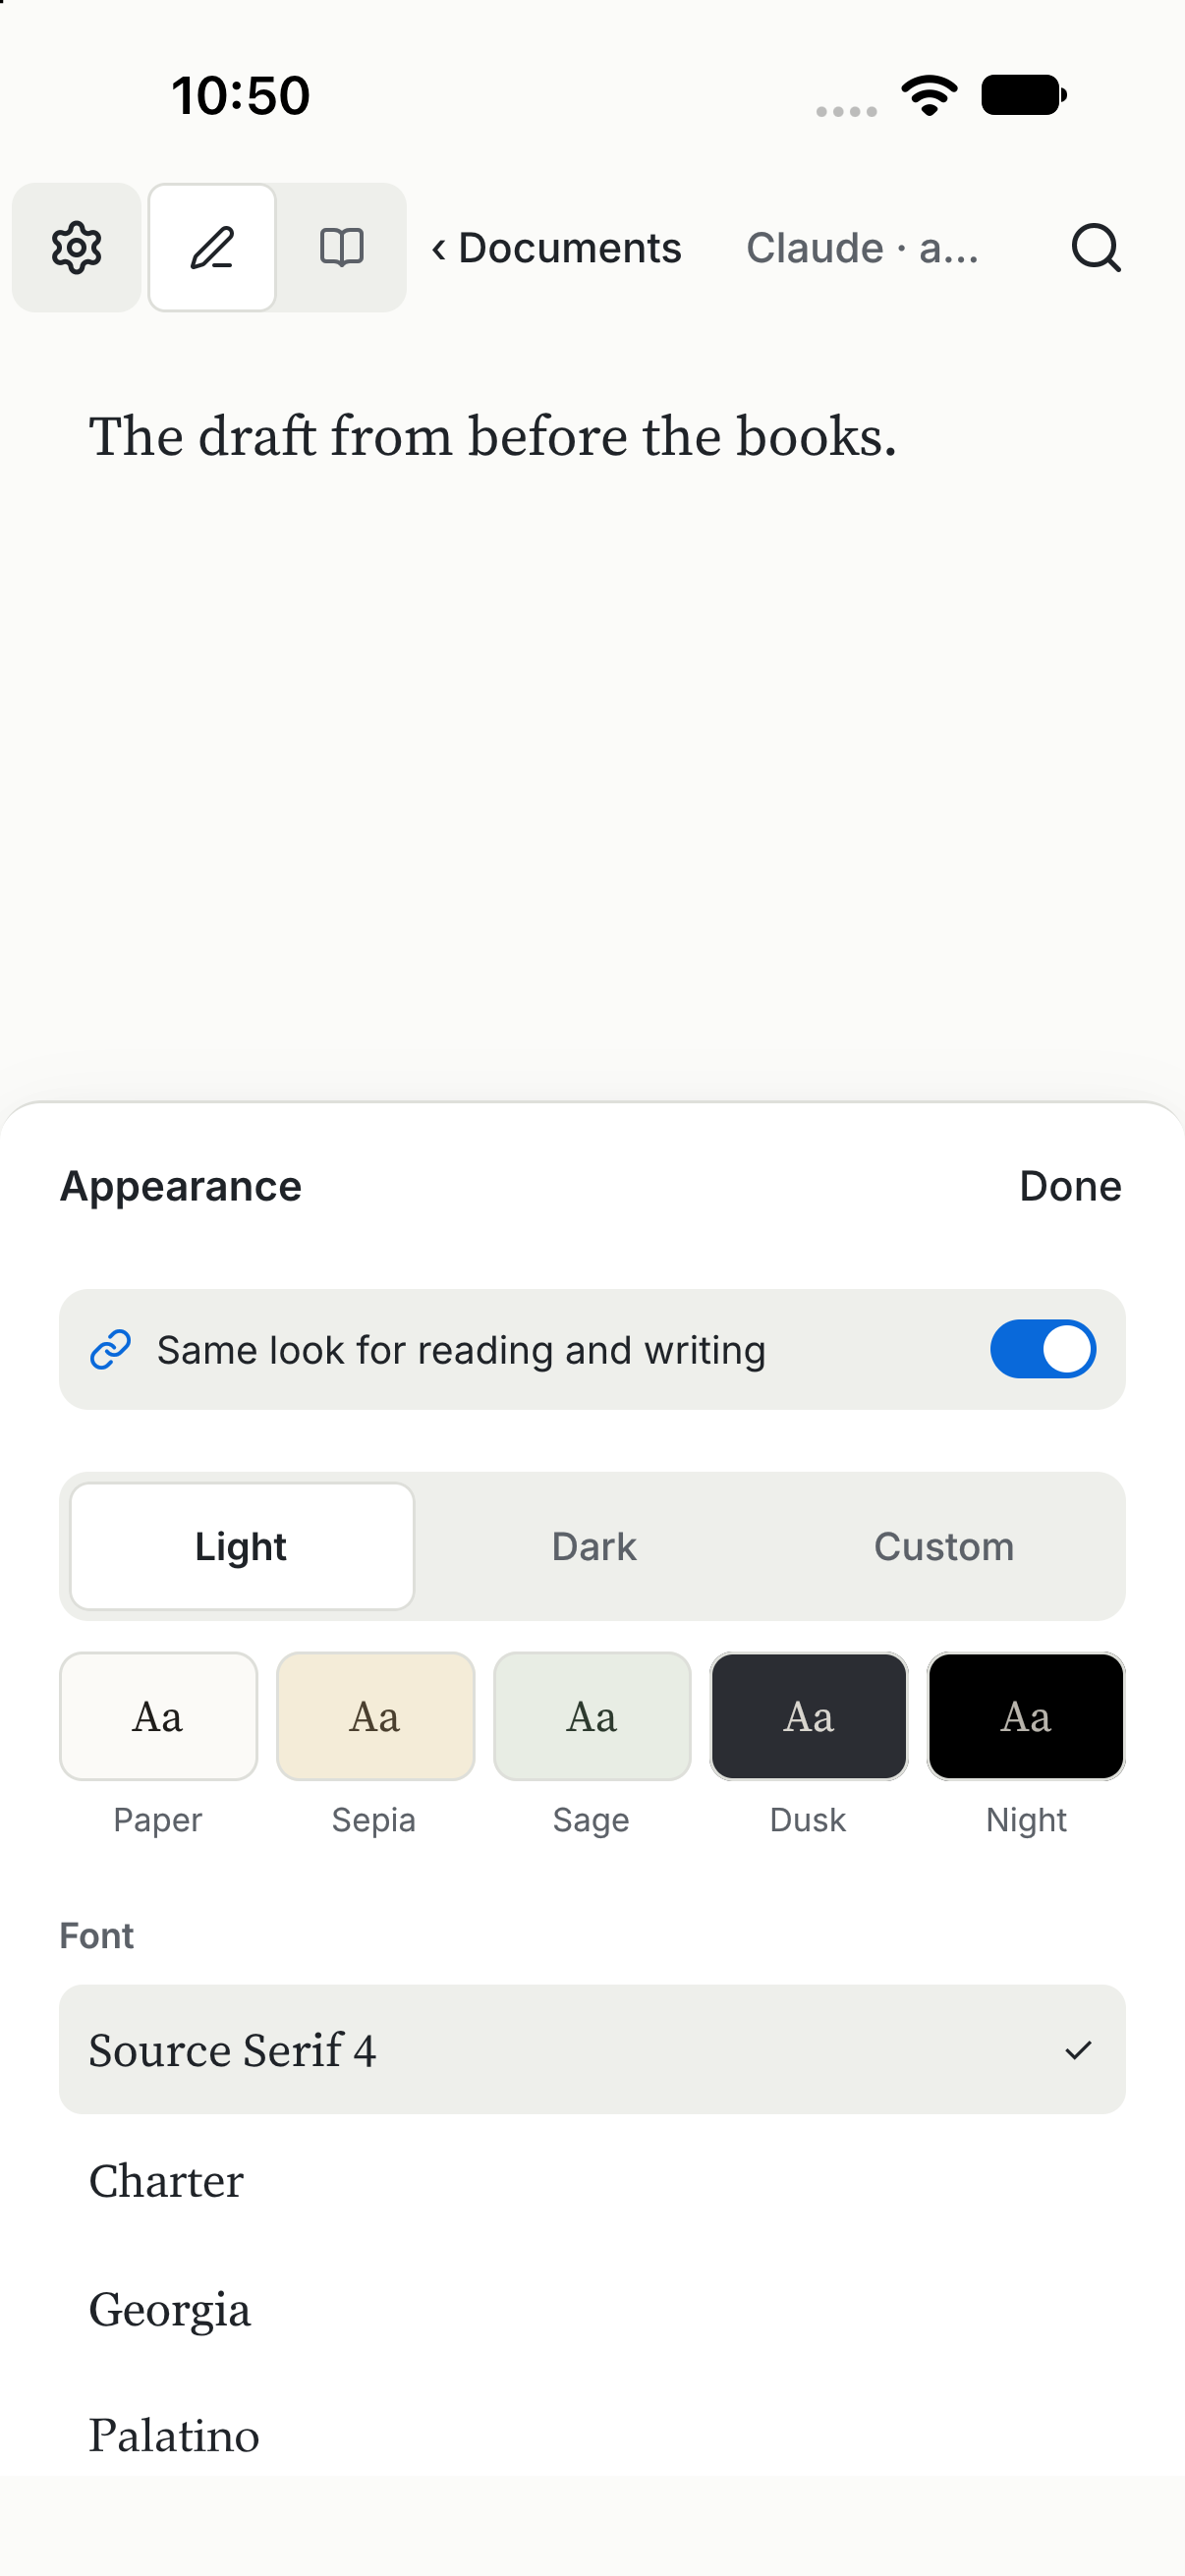 10:50
‹ Documents Claude · a...
The draft from before the books.
Appearance Done
Same look for reading and writing
Light Dark Custom
Aa Aa Aa Aa Aa
Paper Sepia Sage Dusk Night
Font
Source Serif 4
Charter
Georgia
Palatino